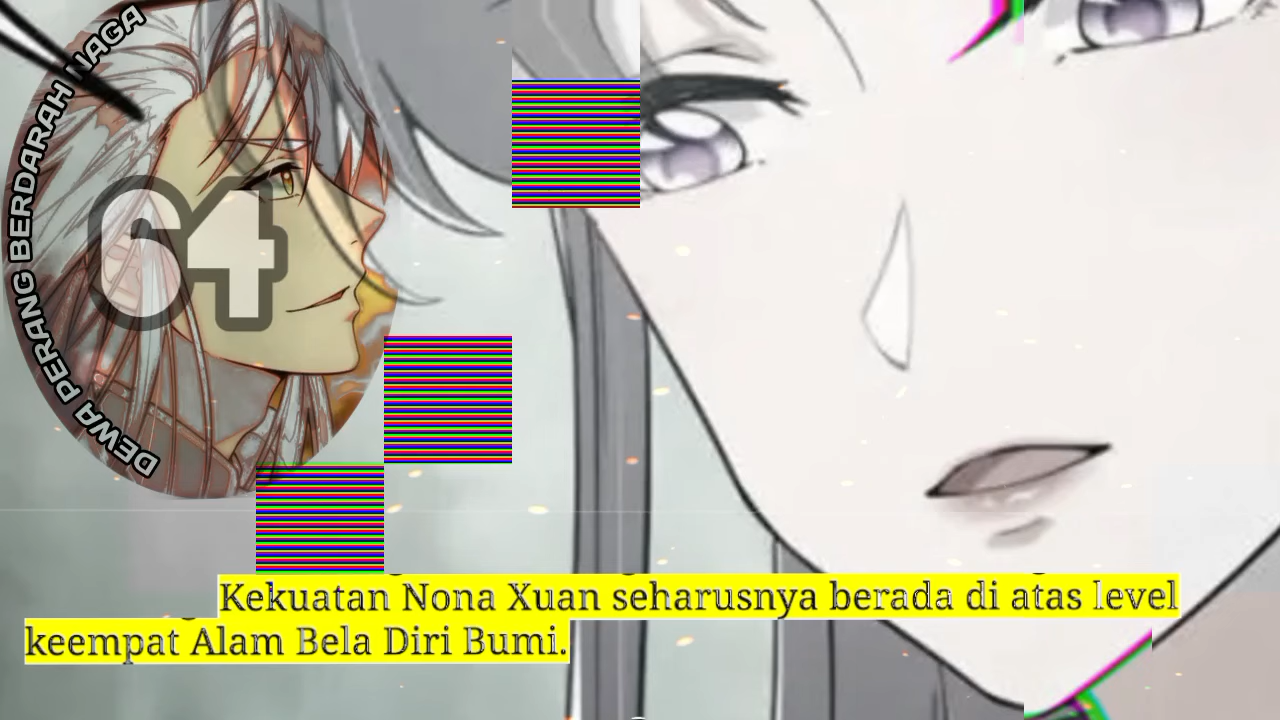 DEWA PERANG BERDARAH NAGA
64
Kekuatan Nona Xuan seharusnya berada di atas level
keempat Alam Bela Diri Bumi.